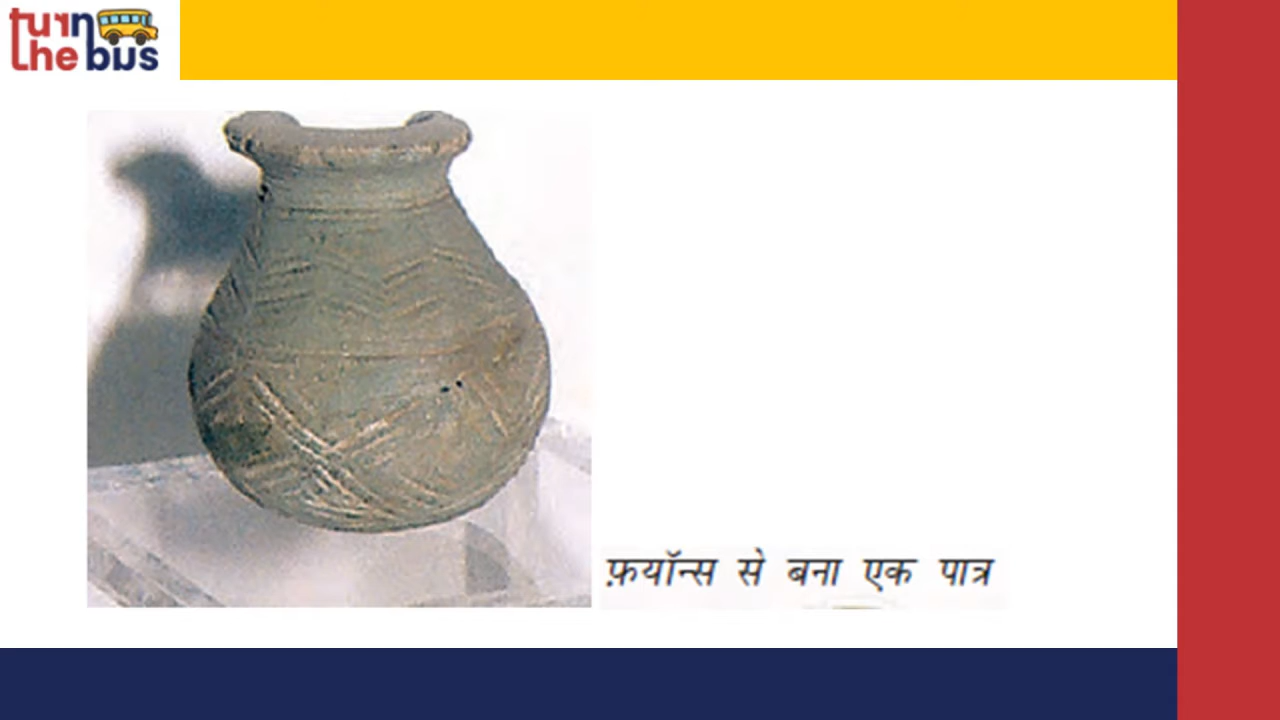 turn
the bus
फ़यॉन्स से बना एक पात्र